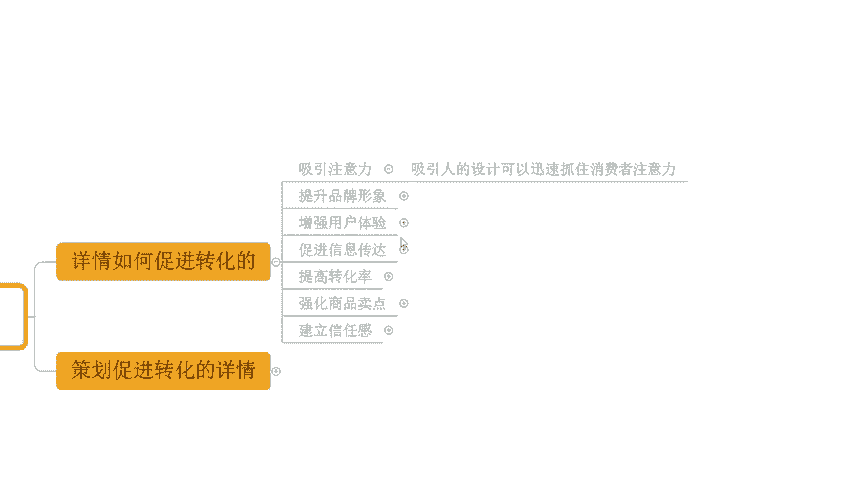 吸引注意力
吸引人的设计可以迅速抓住消费者注意力
提升品牌形象
增强用户体验
促进信息传达
提高转化率
强化商品卖点
建立信任感
详情如何促进转化的
策划促进转化的详情